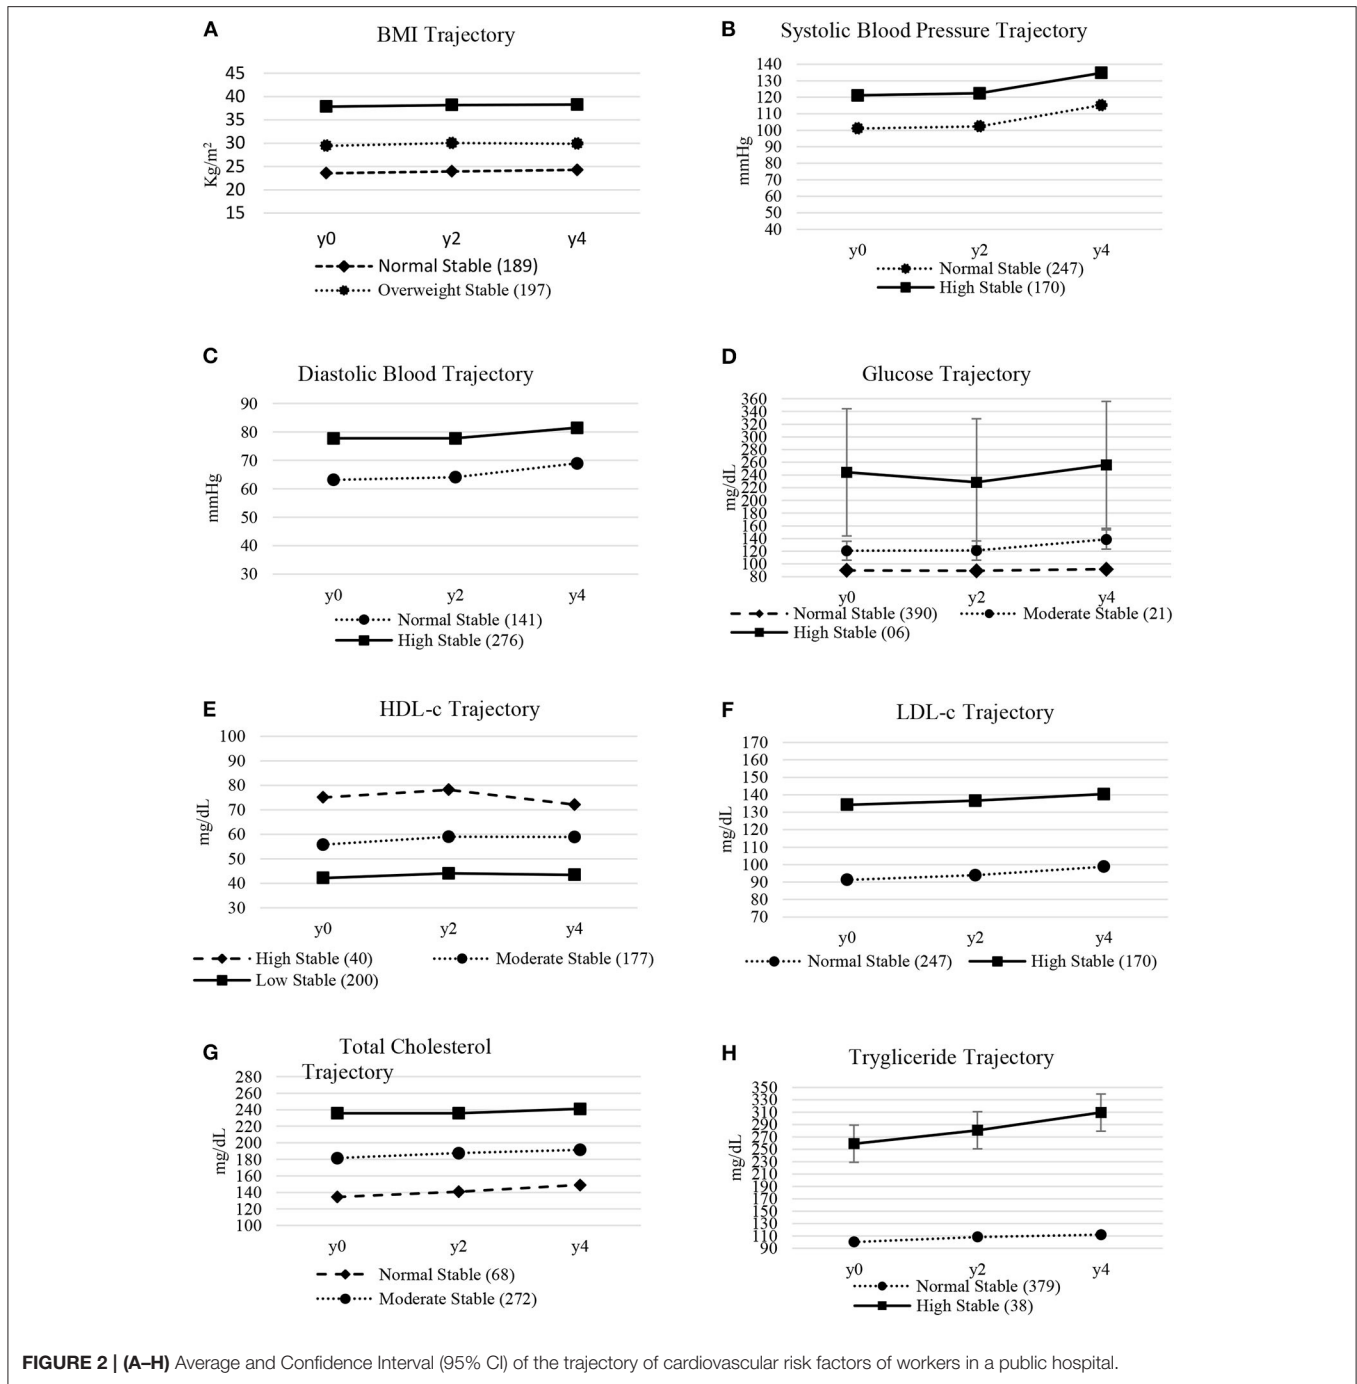 A
BMI Trajectory
Kg/m²
45
40
35
30
25
20
15
y0 y2 y4
Normal Stable (189)
Overweight Stable (197)
B
Systolic Blood Pressure Trajectory
mmHg
140
130
120
110
100
90
80
70
60
50
40
y0 y2 y4
Normal Stable (247)
High Stable (170)
C
Diastolic Blood Trajectory
mmHg
90
80
70
60
50
40
30
y0 y2 y4
Normal Stable (141)
High Stable (276)
D
Glucose Trajectory
mg/dL
360
340
320
300
280
260
240
220
200
180
160
140
120
100
80
y0 y2 y4
Normal Stable (390) Moderate Stable (21)
High Stable (06)
E
HDL-c Trajectory
mg/dL
100
90
80
70
60
50
40
30
y0 y2 y4
High Stable (40) Moderate Stable (177)
Low Stable (200)
F
LDL-c Trajectory
mg/dL
170
160
150
140
130
120
110
100
90
80
70
y0 y2 y4
Normal Stable (247) High Stable (170)
G
Total Cholesterol
Trajectory
mg/dL
280
260
240
220
200
180
160
140
120
100
y0 y2 y4
Normal Stable (68)
Moderate Stable (272)
H
Trygliceride Trajectory
mg/dL
350
330
310
290
270
250
230
210
190
170
150
130
110
90
y0 y2 y4
Normal Stable (379)
High Stable (38)
FIGURE 2 | (A–H) Average and Confidence Interval (95% CI) of the trajectory of cardiovascular risk factors of workers in a public hospital.